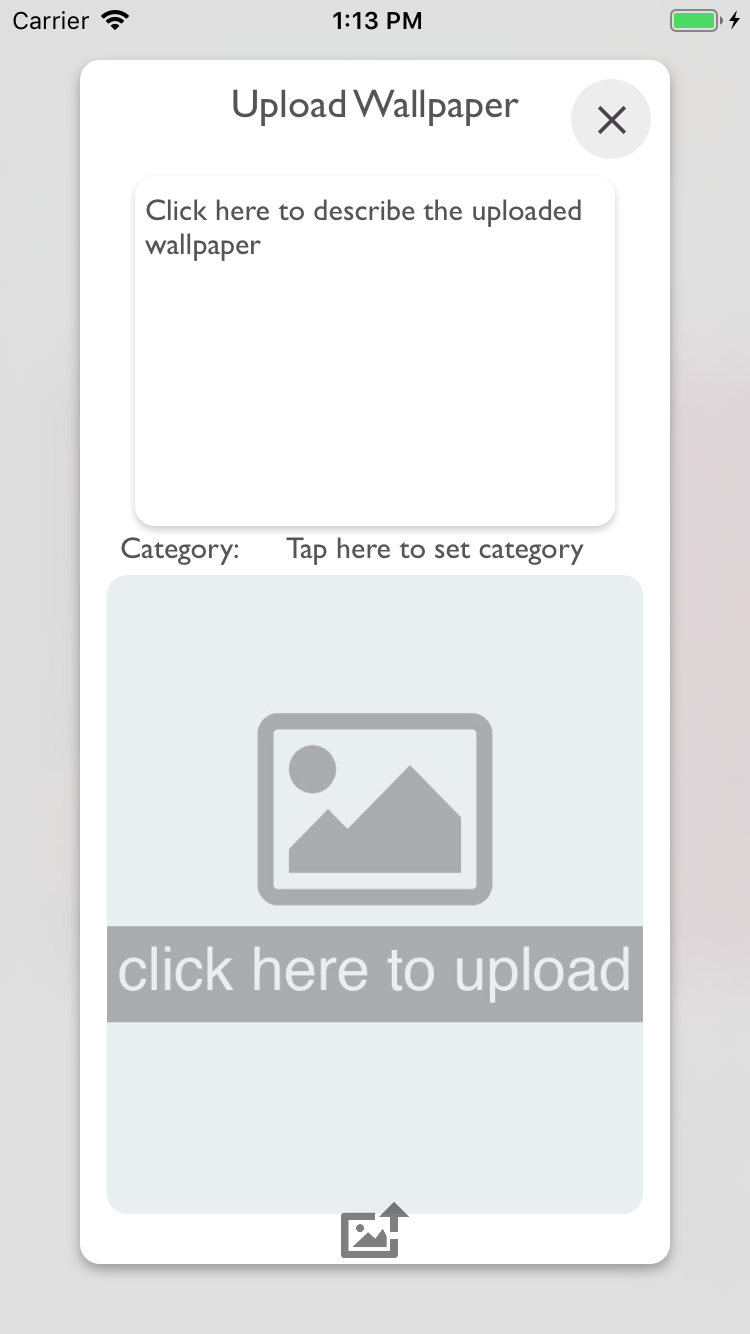 Carrier 1:13 PM
Upload Wallpaper
Click here to describe the uploaded
wallpaper
Category: Tap here to set category
click here to upload